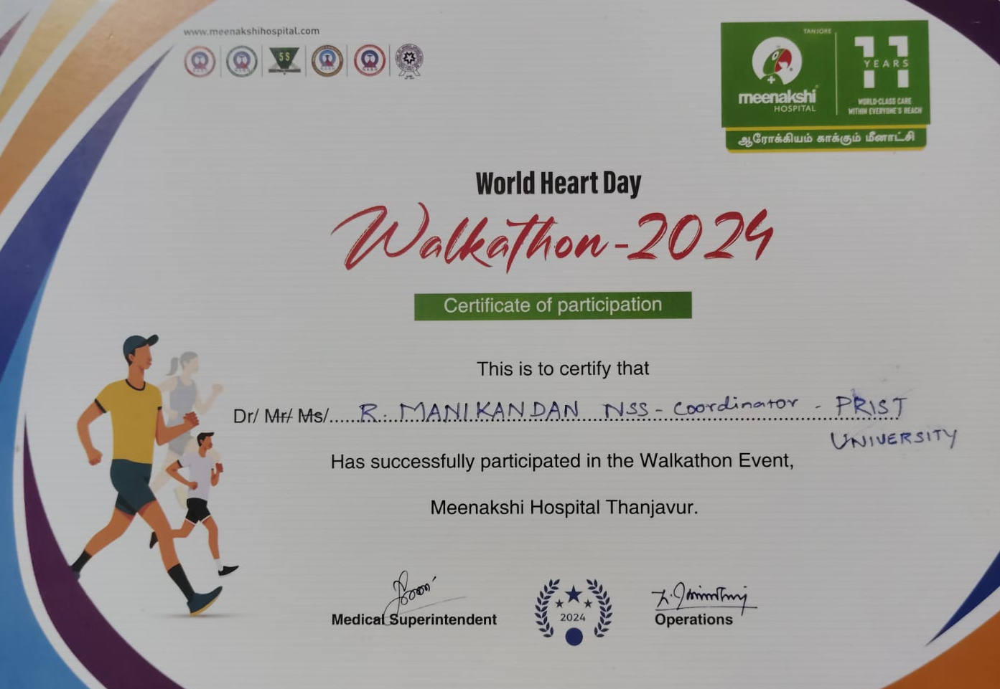 www.meenakshihospital.com
SS
TANJORE
meenakshi
HOSPITAL
11
YEARS
WORLD-CLASS CARE
WITHIN EVERYONE'S REACH
ஆரோக்கியம் காக்கும் மீனாட்சி
World Heart Day
Walkathon-2024
Certificate of participation
This is to certify that
Dr/ Mr/ Ms/..... R. MANIKANDAN NSS - Coordinator - PRIST
UNIVERSITY
Has successfully participated in the Walkathon Event,
Meenakshi Hospital Thanjavur.
2024
Medical Superintendent
Operations